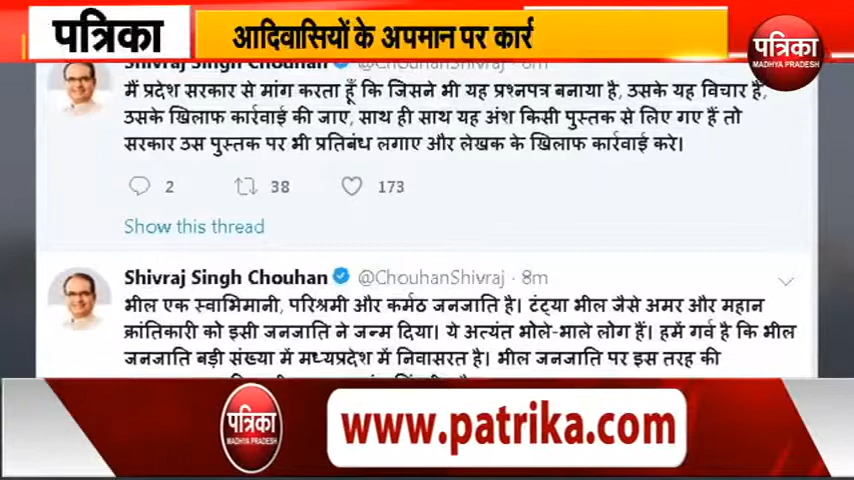 पत्रिका
आदिवासियों के अपमान पर कार्र
पत्रिका
MADHYA PRADESH
Shivraj Singh Chouhan @ChouhanShivraj · 8m
मैं प्रदेश सरकार से मांग करता हूँ कि जिसने भी यह प्रश्नपत्र बनाया है, उसके यह विचार हैं,
उसके खिलाफ कार्रवाई की जाए, साथ ही साथ यह अंश किसी पुस्तक से लिए गए हैं तो
सरकार उस पुस्तक पर भी प्रतिबंध लगाए और लेखक के खिलाफ कार्रवाई करे।
2 38 173
Show this thread
Shivraj Singh Chouhan @ChouhanShivraj · 8m
भील एक स्वाभिमानी, परिश्रमी और कर्मठ जनजाति है। टंट्या भील जैसे अमर और महान
क्रांतिकारी को इसी जनजाति ने जन्म दिया। ये अत्यंत भोले-भाले लोग हैं। हमें गर्व है कि भील
जनजाति बड़ी संख्या में मध्यप्रदेश में निवासरत है। भील जनजाति पर इस तरह की
पत्रिका
MADHYA PRADESH
www.patrika.com